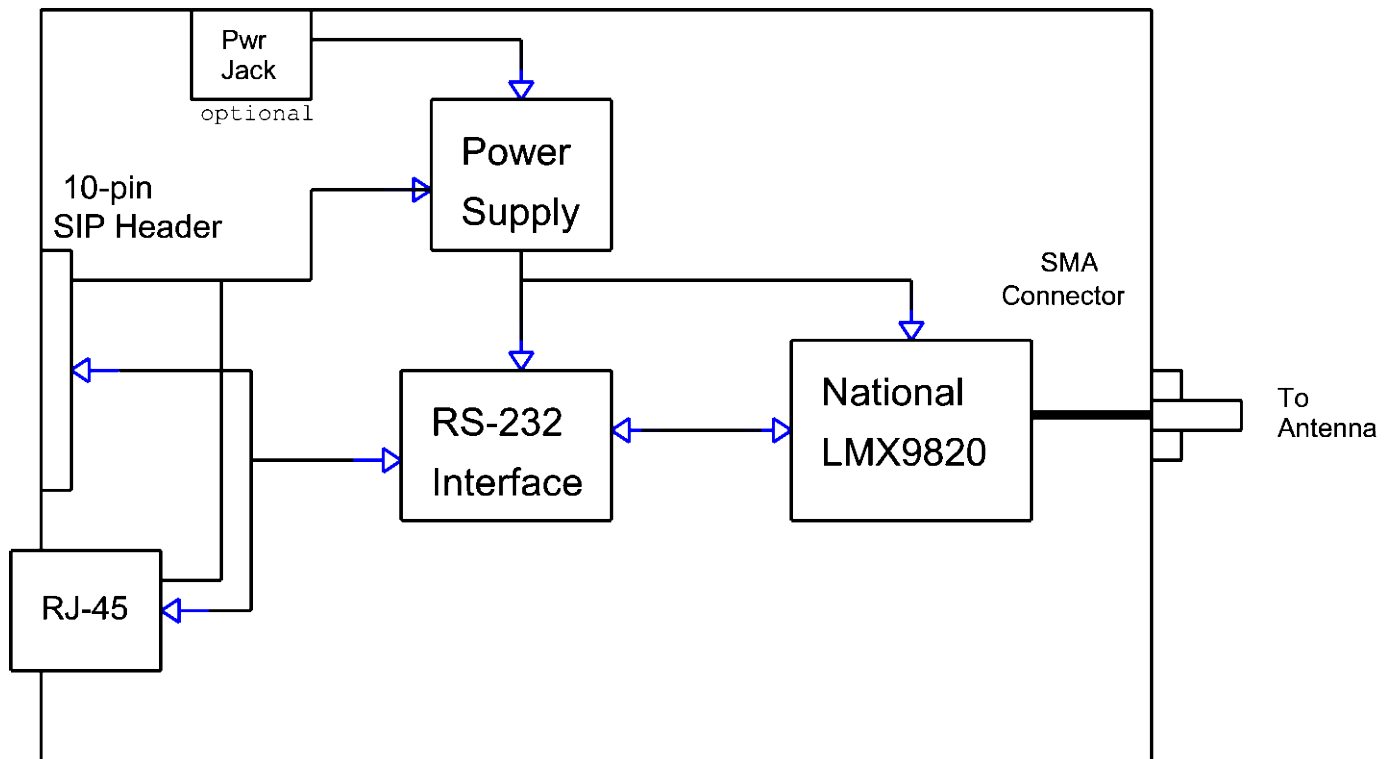 Pwr
Jack
optional
Power
Supply
10-pin
SIP Header
SMA
Connector
National
LMX9820
RS-232
Interface
To
Antenna
RJ-45